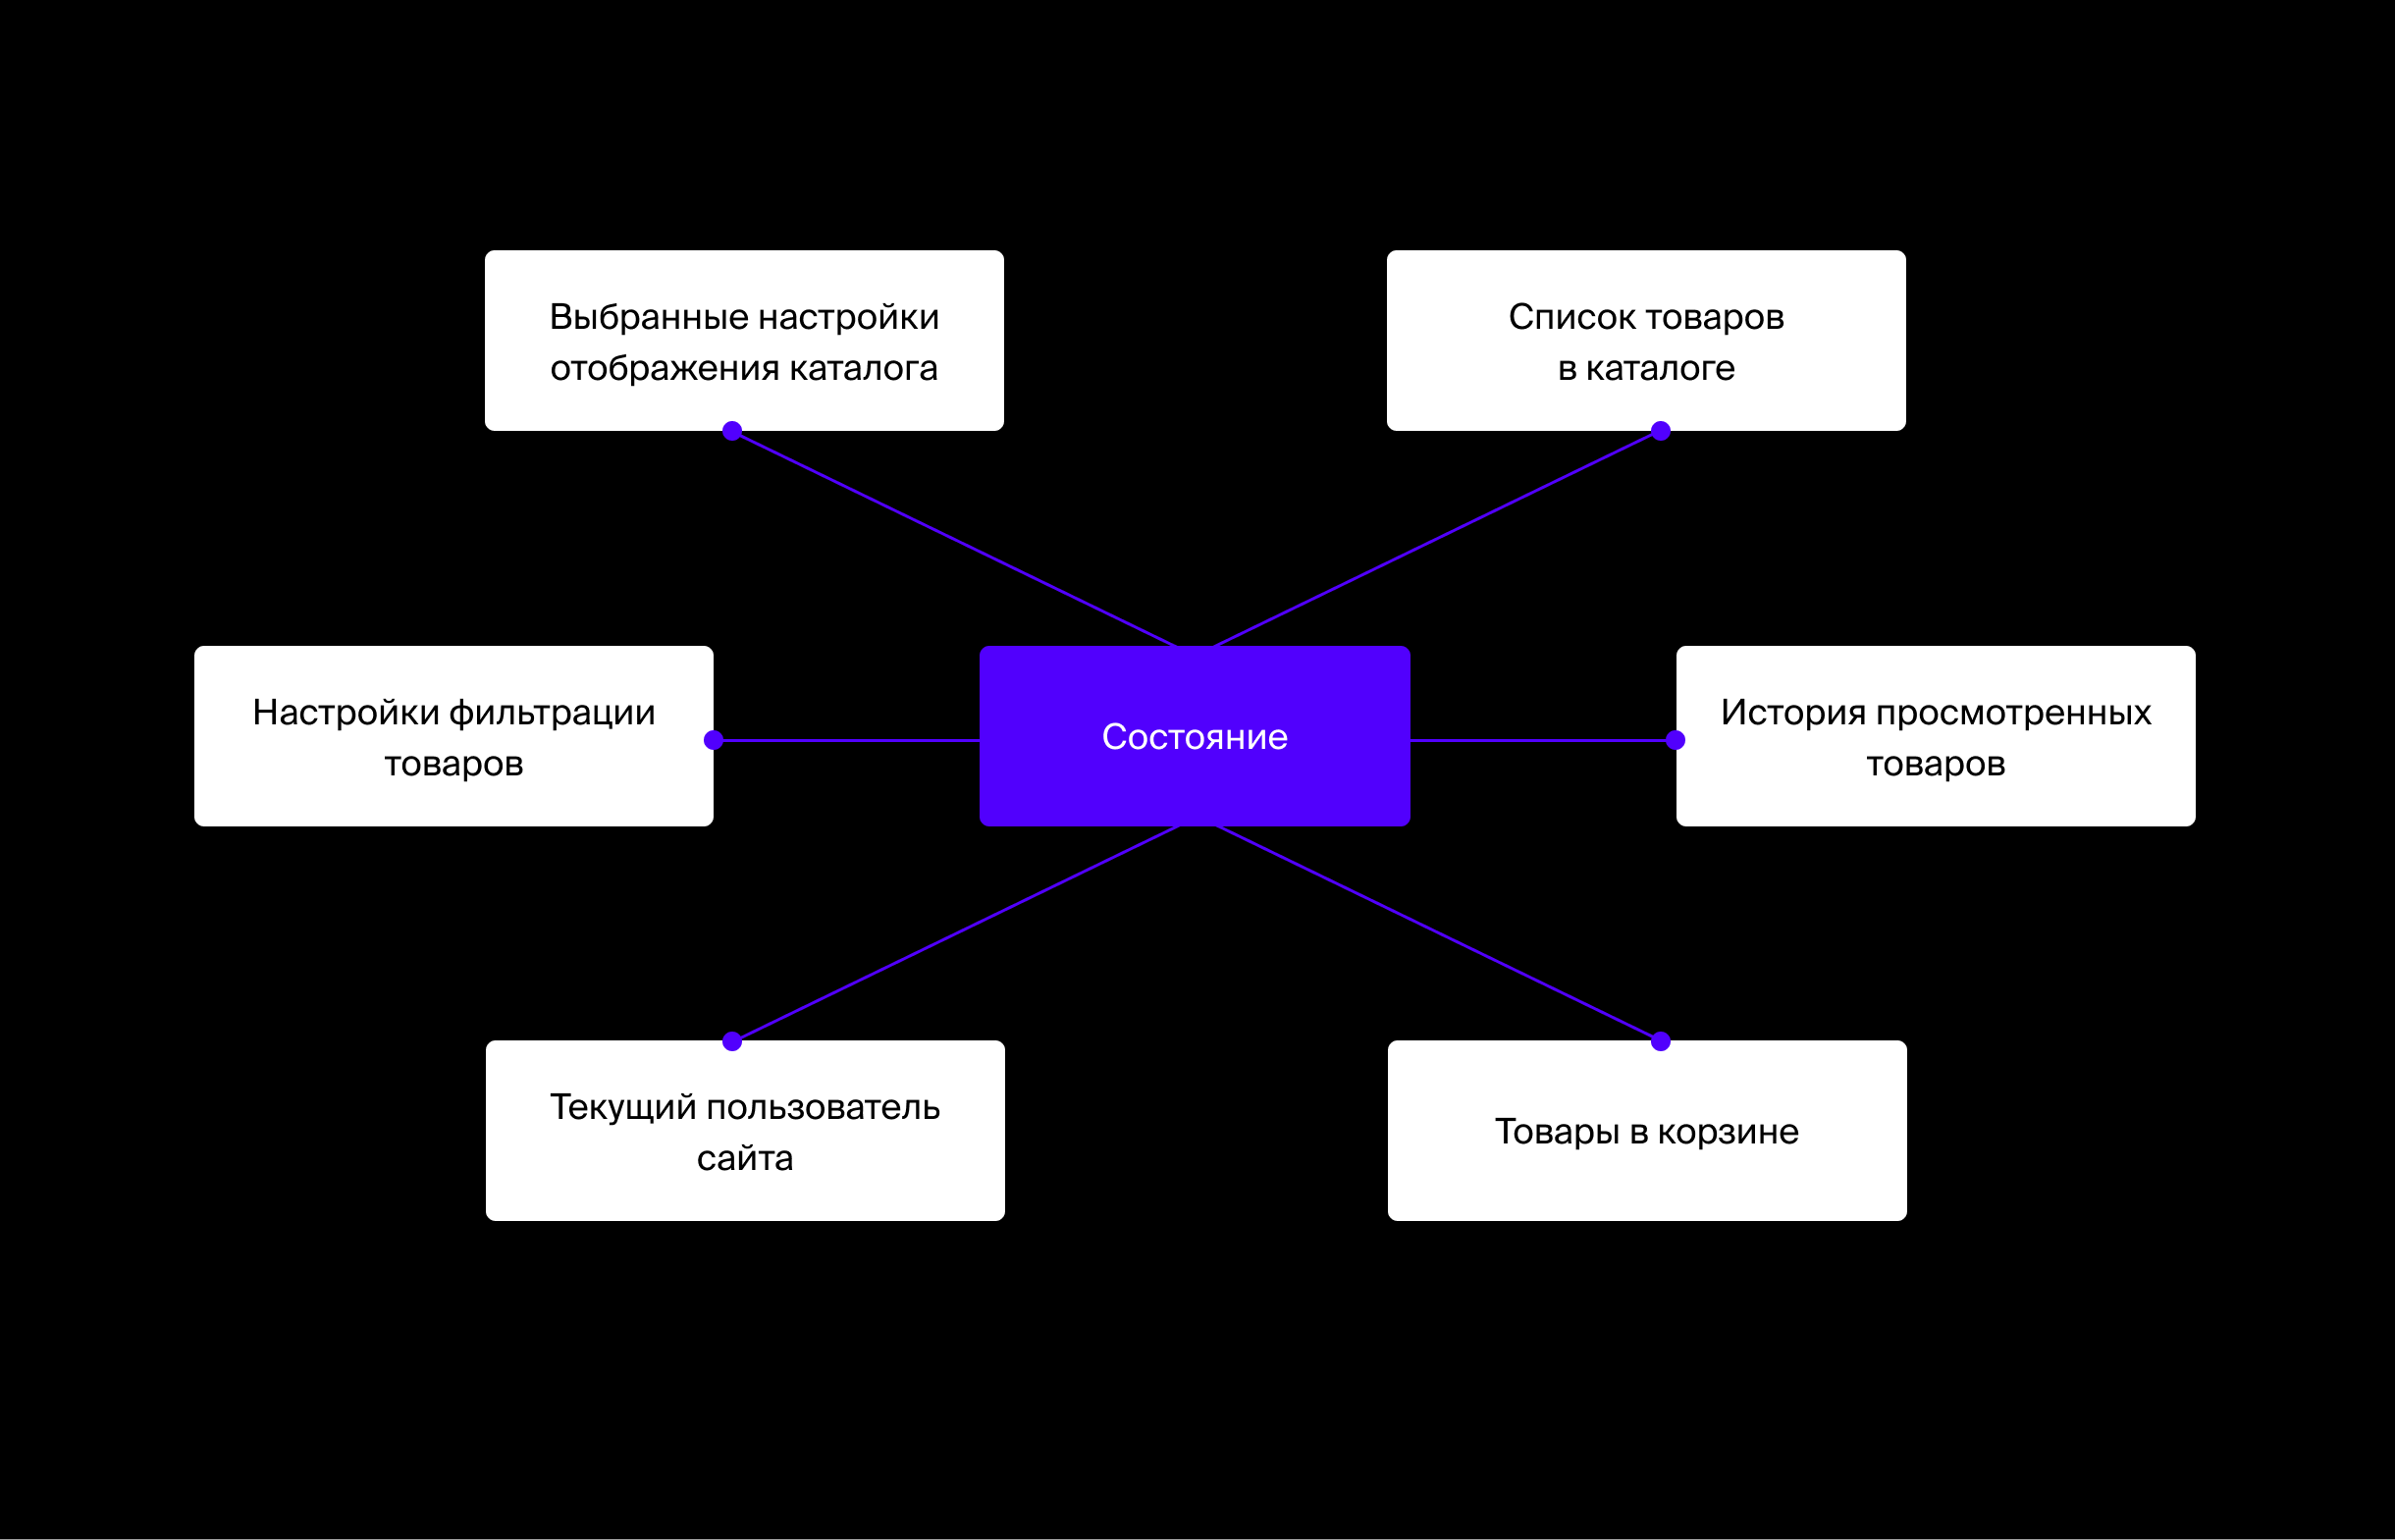 Выбранные настройки
отображения каталога
Список товаров
в каталоге
Настройки фильтрации
товаров
Состояние
История просмотренных
товаров
Текущий пользователь
сайта
Товары в корзине